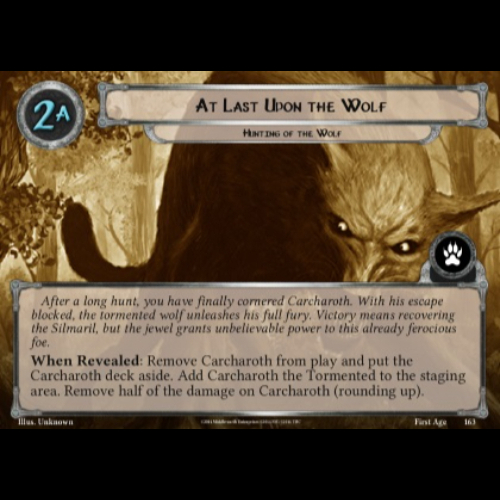 2A
At Last Upon the Wolf
Hunting of the Wolf
After a long hunt, you have finally cornered Carcharoth. With his escape
blocked, the tormented wolf unleashes his full fury. Victory means recovering
the Silmaril, but the jewel grants unbelievable power to this already ferocious
foe.
When Revealed: Remove Carcharoth from play and put the
Carcharoth deck aside. Add Carcharoth the Tormented to the staging
area. Remove half of the damage on Carcharoth (rounding up).
Illus. Unknown
First Age
163